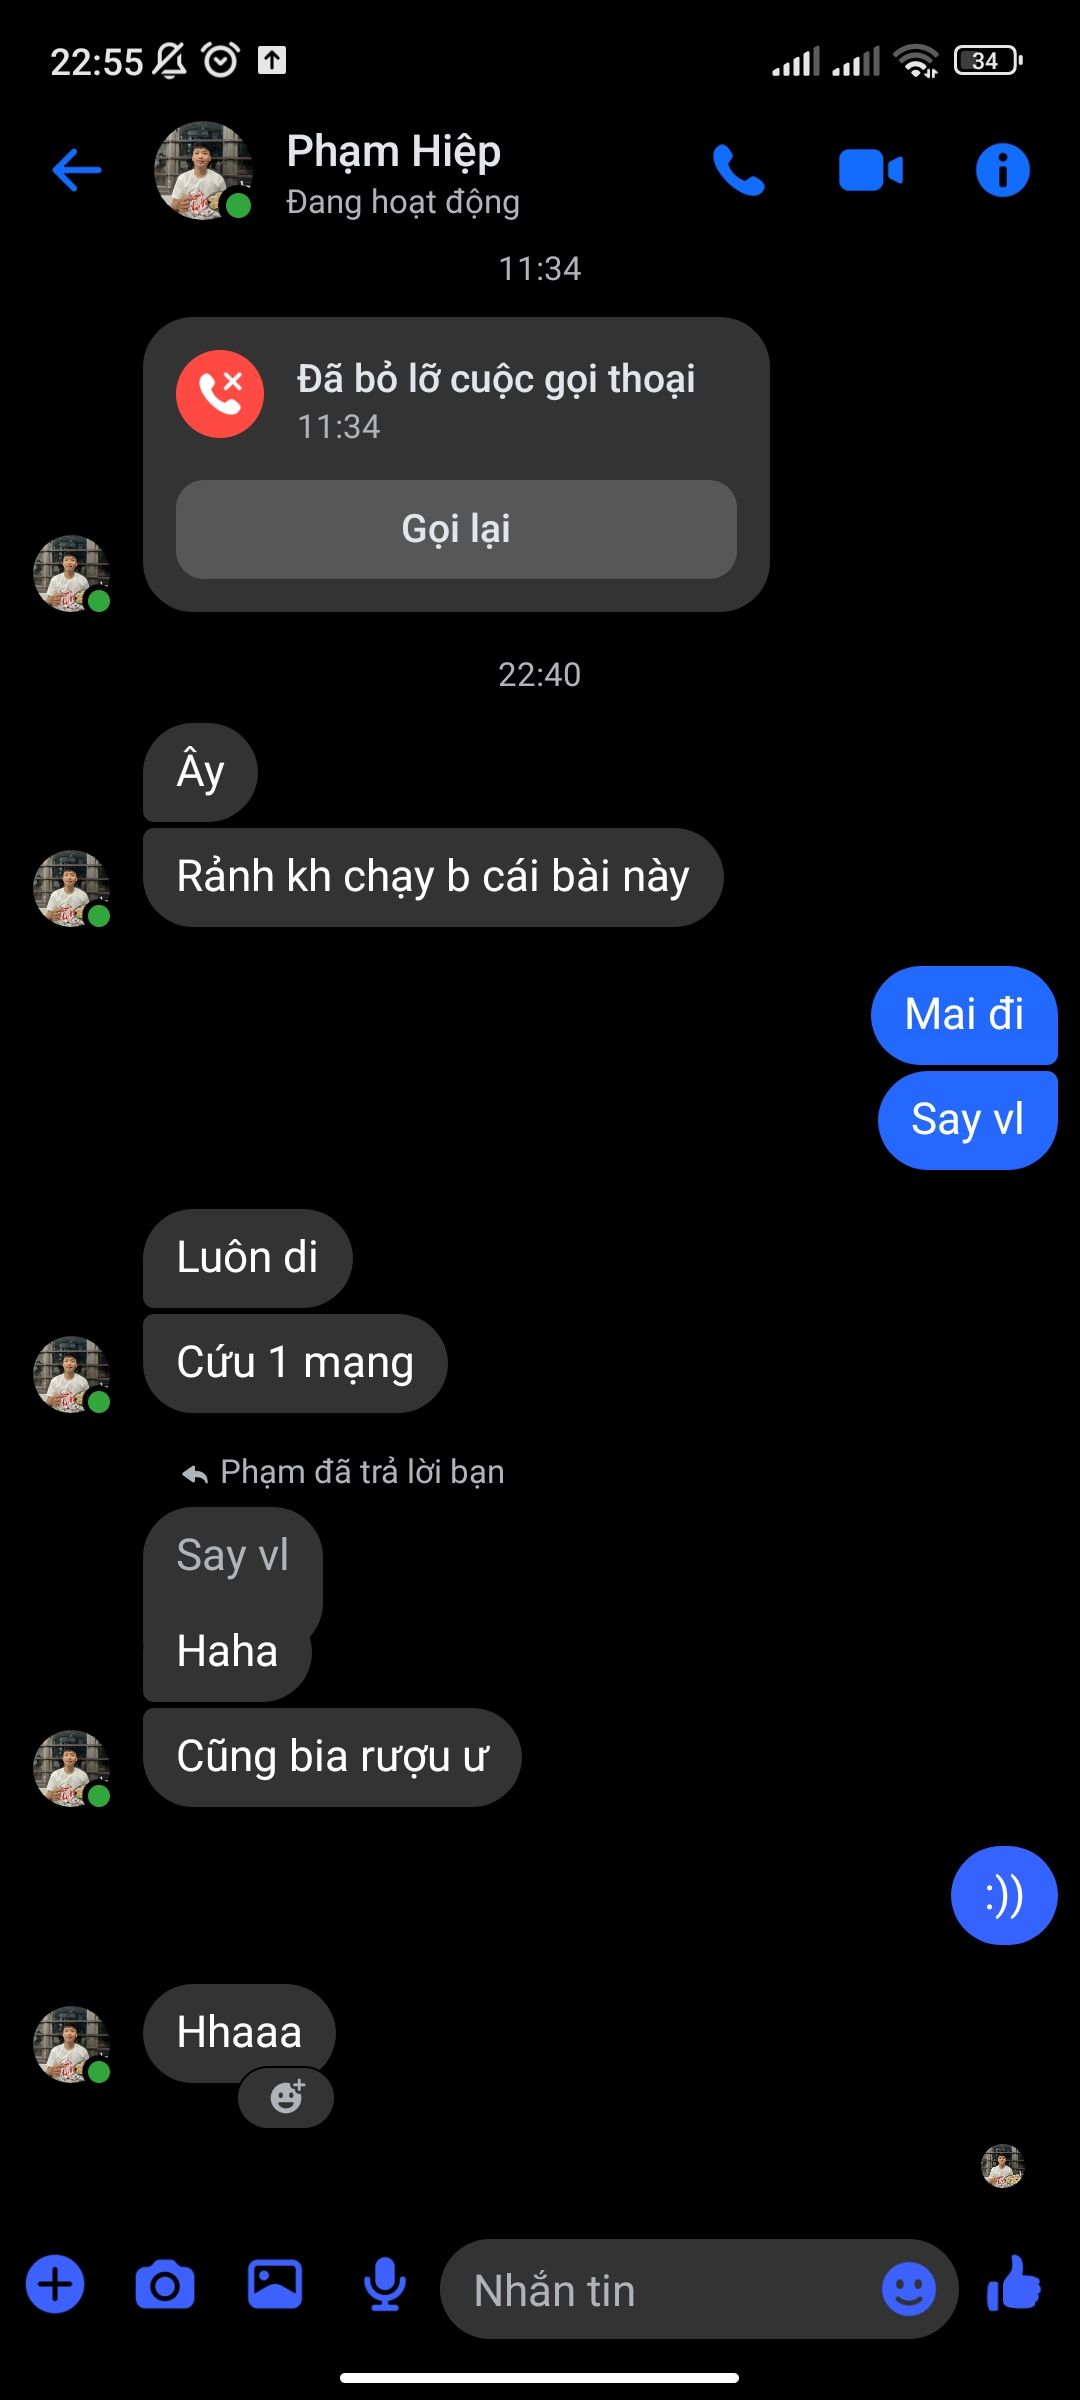 22:55
34
Phạm Hiệp
Đang hoạt động
11:34
Đã bỏ lỡ cuộc gọi thoại
11:34
Gọi lại
22:40
Ây
Rảnh kh chạy b cái bài này
Mai đi
Say vl
Luôn di
Cứu 1 mạng
Phạm đã trả lời bạn
Say vl
Haha
Cũng bia rượu ư
:))
Hhaaa
Nhắn tin